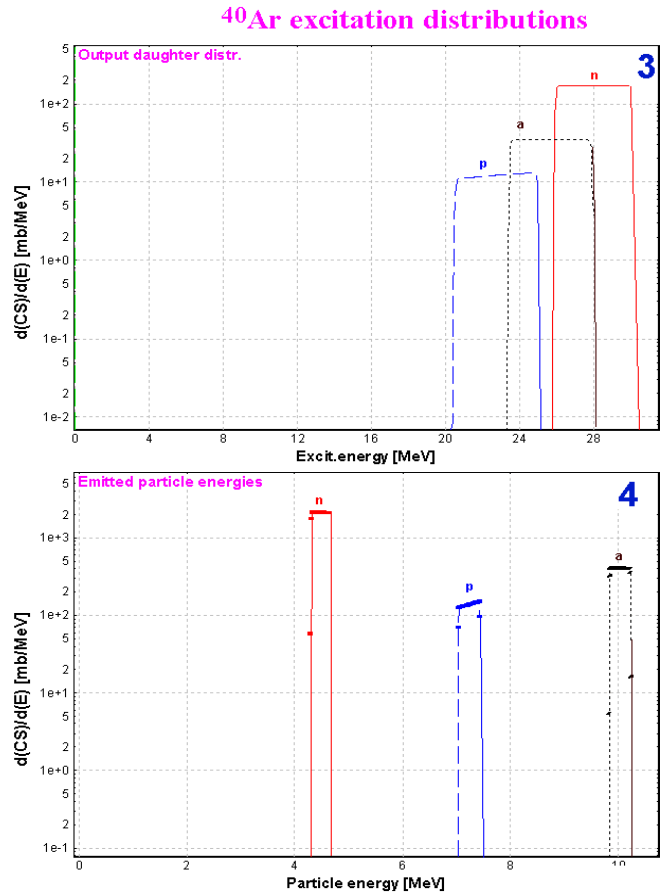 ⁴⁰Ar excitation distributions
Output daughter distr.
3
n
a
p
d(CS)/d(E) [mb/MeV]
5
2
1e+2
5
2
1e+1
5
2
1e+0
5
2
1e-1
5
2
1e-2
0 4 8 12 16 20 24 28
Excit.energy [MeV]
Emitted particle energies
4
n
p
a
d(CS)/d(E) [mb/MeV]
5
2
1e+3
5
2
1e+2
5
2
1e+1
5
2
1e+0
5
2
1e-1
0 2 4 6 8 10
Particle energy [MeV]